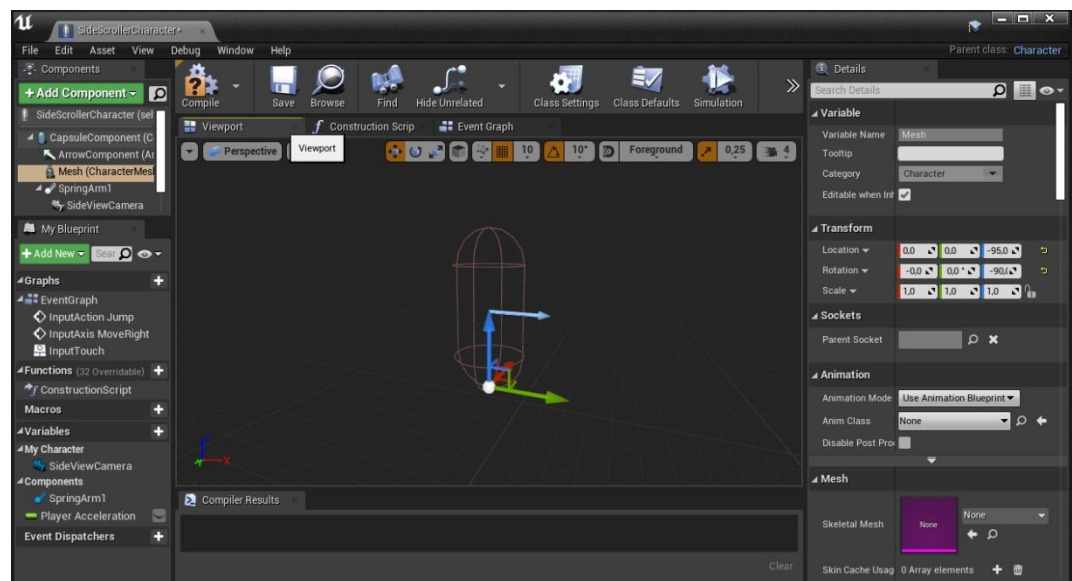 SideScrollerCharacter•
File Edit Asset View Debug Window Help
Parent class: Character
Components
+Add Component
SideScrollerCharacter (sel
CapsuleComponent (C
ArrowComponent (Ar
Mesh (CharacterMesl
SpringArm1
SideViewCamera
My Blueprint
+Add New Sear
Graphs
EventGraph
InputAction Jump
InputAxis MoveRight
InputTouch
Functions (32 Overridable)
ConstructionScript
Macros
Variables
My Character
SideViewCamera
Components
SpringArm1
Player Acceleration
Event Dispatchers
Compile Save Browse Find Hide Unrelated Class Settings Class Defaults Simulation
Viewport Construction Scrip Event Graph
Perspective Viewport 10 10° Foreground 0,25 4
Z
X
Compiler Results
Clear
Details
Search Details
Variable
Variable Name Mesh
Tooltip
Category Character
Editable when Inh
Transform
Location 0,0 0,0 -95,0
Rotation -0,0 0,0 ° -90,(
Scale 1,0 1,0 1,0
Sockets
Parent Socket
Animation
Animation Mode Use Animation Blueprint
Anim Class None
Disable Post Pro
Mesh
Skeletal Mesh None None
Skin Cache Usag 0 Array elements